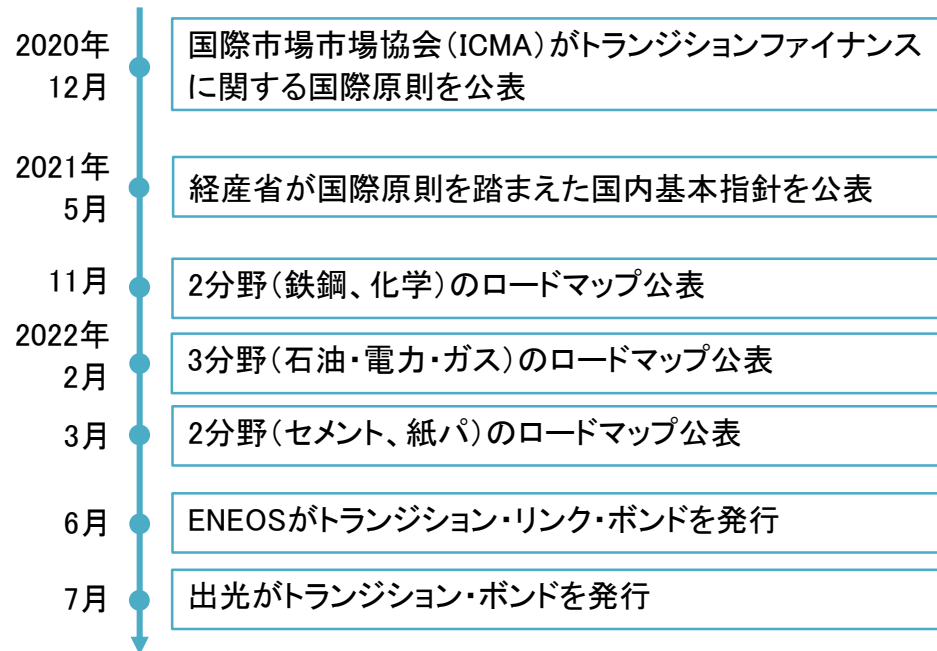 2020年
12月
国際市場市場協会(ICMA)がトランジションファイナンス
に関する国際原則を公表
2021年
5月
経産省が国際原則を踏まえた国内基本指針を公表
11月
2分野(鉄鋼、化学)のロードマップ公表
2022年
2月
3分野(石油・電力・ガス)のロードマップ公表
3月
2分野(セメント、紙パ)のロードマップ公表
6月
ENEOSがトランジション・リンク・ボンドを発行
7月
出光がトランジション・ボンドを発行